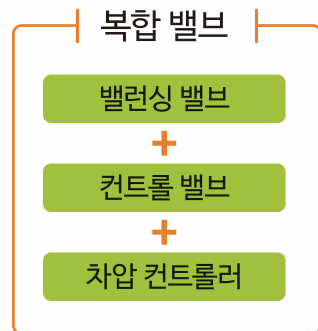 복합 밸브
밸런싱 밸브
+
컨트롤 밸브
+
차압 컨트롤러